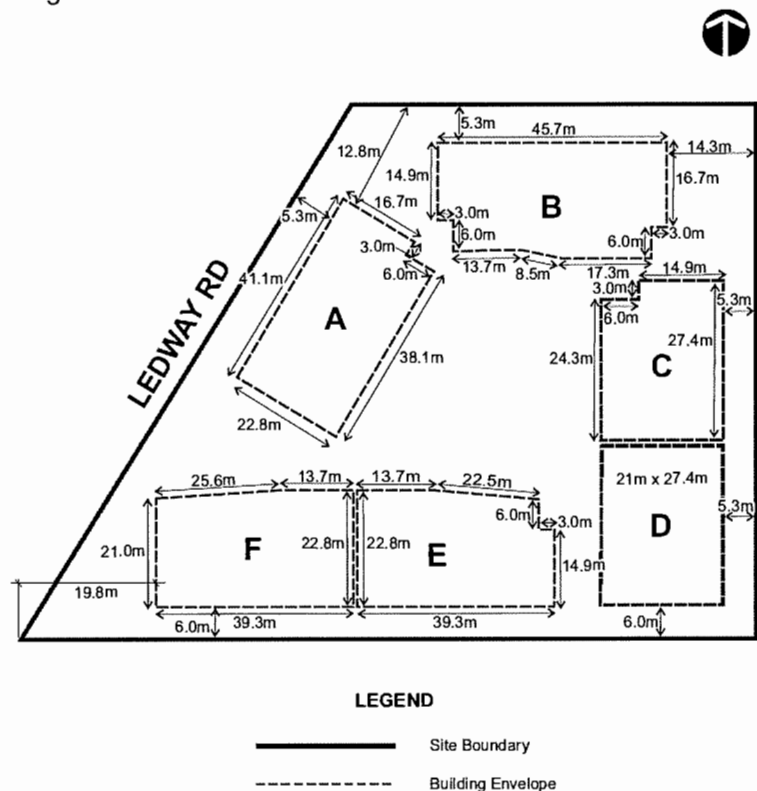 5.3m
45.7m
14.3m
12.8m
14.9m
16.7m
16.7m
B
5.3m
3.0m
6.0m
3.0m
6.0m
3.0m
6.0m
13.7m
8.5m
17.3m
14.9m
41.1m
3.0m
5.3m
6.0m
LEDWAY RD
A
38.1m
24.3m
27.4m
C
22.8m
25.6m
13.7m
13.7m
22.5m
21m x 27.4m
6.0m
3.0m
5.3m
21.0m
F
22.8m
22.8m
E
D
14.9m
19.8m
6.0m
39.3m
39.3m
6.0m
LEGEND
Site Boundary
Building Envelope